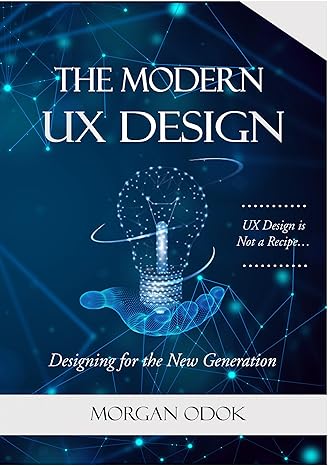 THE MODERN
UX DESIGN
UX Design is
Not a Recipe...
Designing for the New Generation
MORGAN ODOK